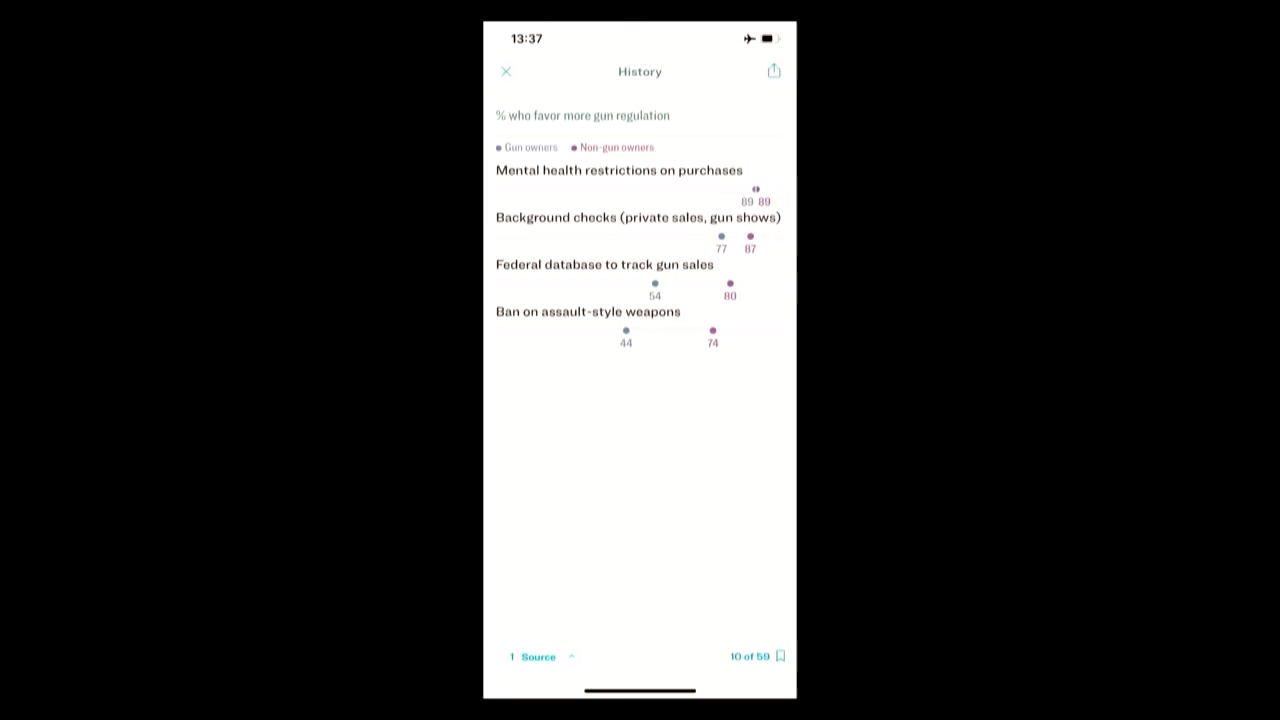 13:37
History
% who favor more gun regulation
Gun owners Non-gun owners
Mental health restrictions on purchases
89 89
Background checks (private sales, gun shows)
77 87
Federal database to track gun sales
54 80
Ban on assault-style weapons
44 74
1 Source 10 of 59